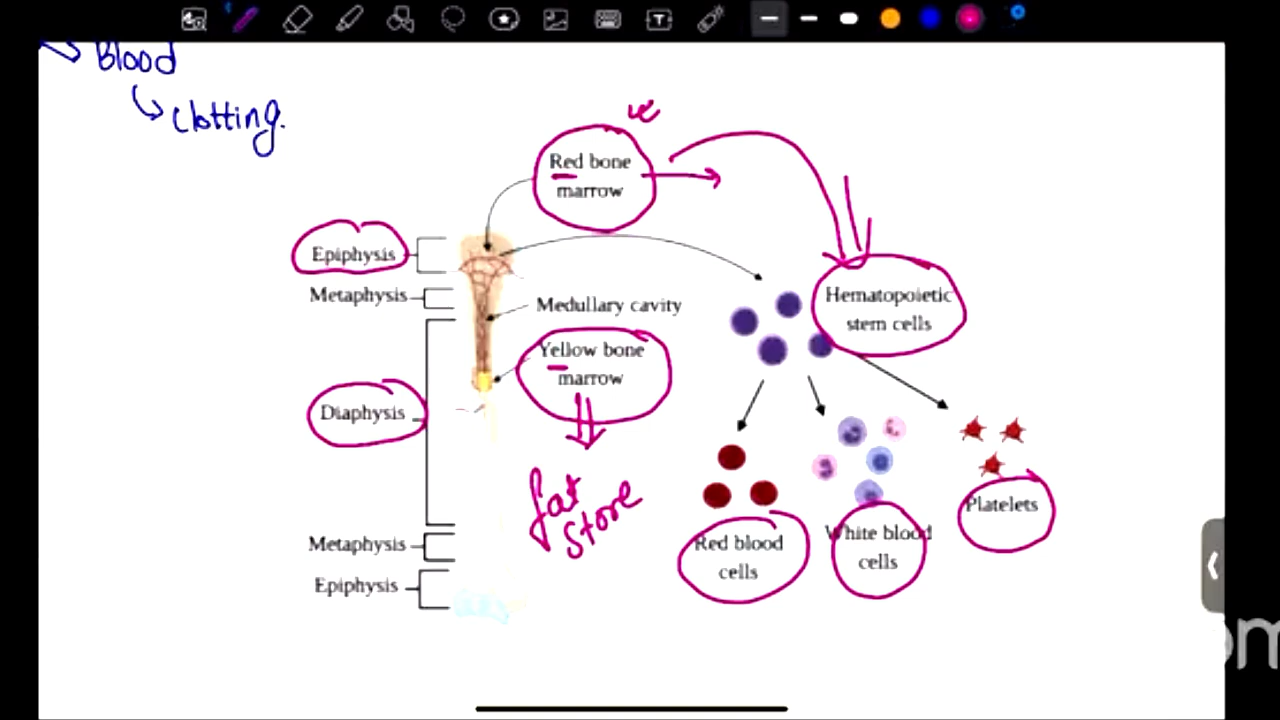 Blood
Clotting.
Red bone
marrow
Epiphysis
Metaphysis
Medullary cavity
Hematopoietic
stem cells
Yellow bone
marrow
Diaphysis
fat
store
Platelets
Red blood
cells
White blood
cells
Metaphysis
Epiphysis
om